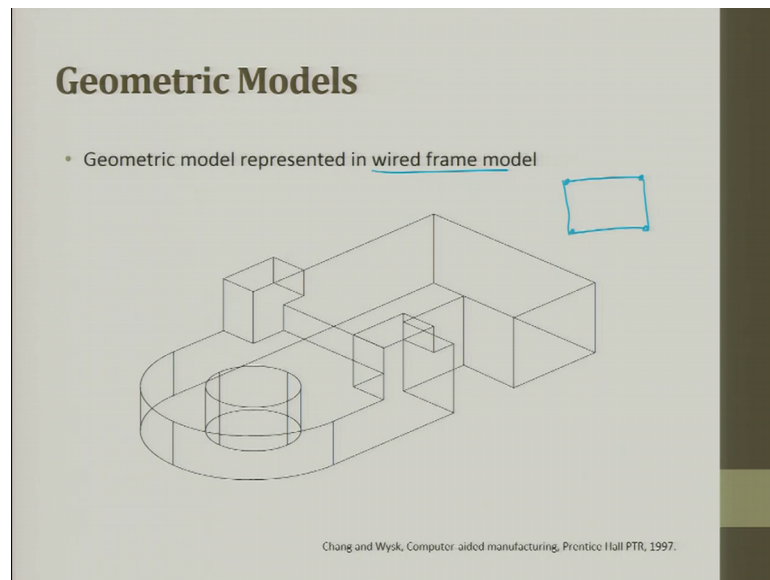 Geometric Models
• Geometric model represented in wired frame model
Chang and Wysk, Computer aided manufacturing, Prentice Hall PTR, 1997.